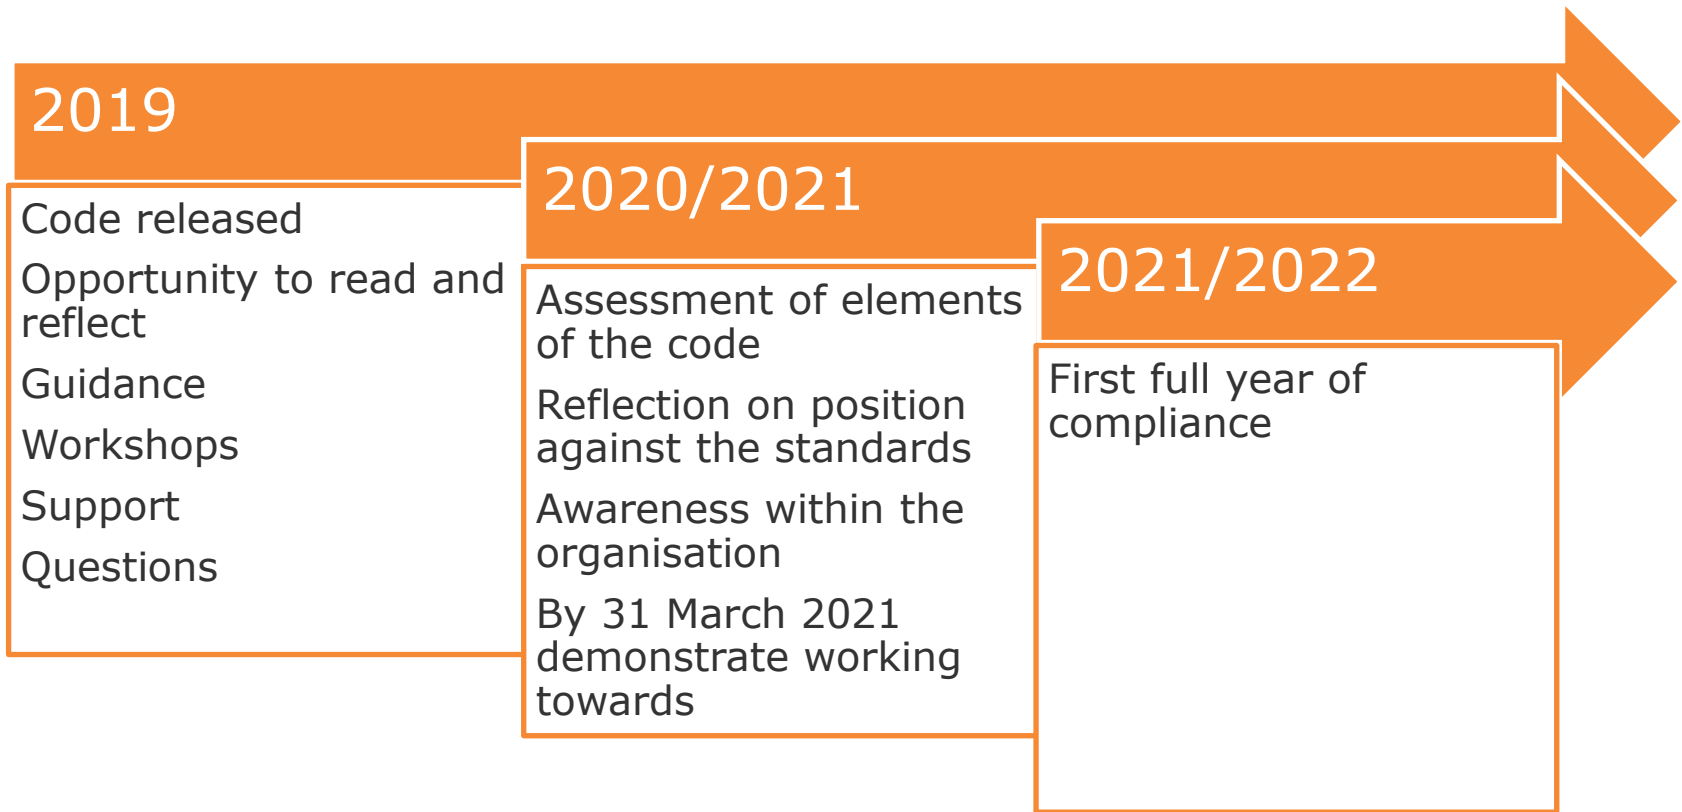 2019
Code released
Opportunity to read and
reflect
Guidance
Workshops
Support
Questions
2020/2021
Assessment of elements
of the code
Reflection on position
against the standards
Awareness within the
organisation
By 31 March 2021
demonstrate working
towards
2021/2022
First full year of
compliance